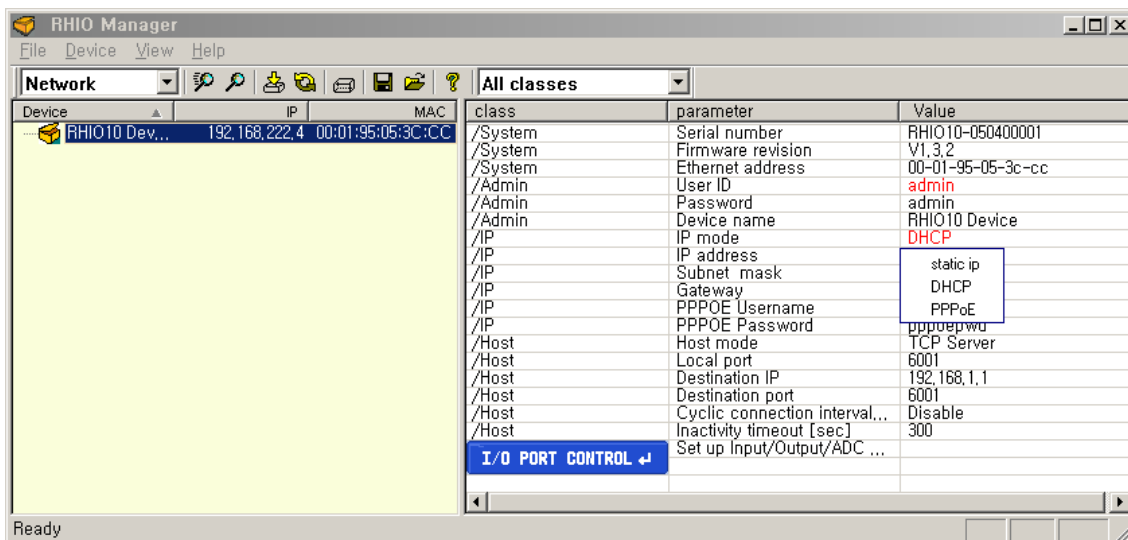 RHIO Manager
File Device View Help
Network All classes
Device IP MAC class parameter Value
RHIO10 Dev... 192,168,222,4 00:01:95:05:3C:CC
/System Serial number RHIO10-050400001
/System Firmware revision V1,3,2
/System Ethernet address 00-01-95-05-3c-cc
/Admin User ID admin
/Admin Password admin
/Admin Device name RHIO10 Device
/IP IP mode DHCP
/IP IP address
/IP Subnet mask
/IP Gateway
/IP PPPOE Username
/IP PPPOE Password pppoepwd
static ip
DHCP
PPPoE
/Host Host mode TCP Server
/Host Local port 6001
/Host Destination IP 192,168,1,1
/Host Destination port 6001
/Host Cyclic connection interval,,, Disable
/Host Inactivity timeout [sec] 300
I/O PORT CONTROL ↵ Set up Input/Output/ADC ,,,
Ready